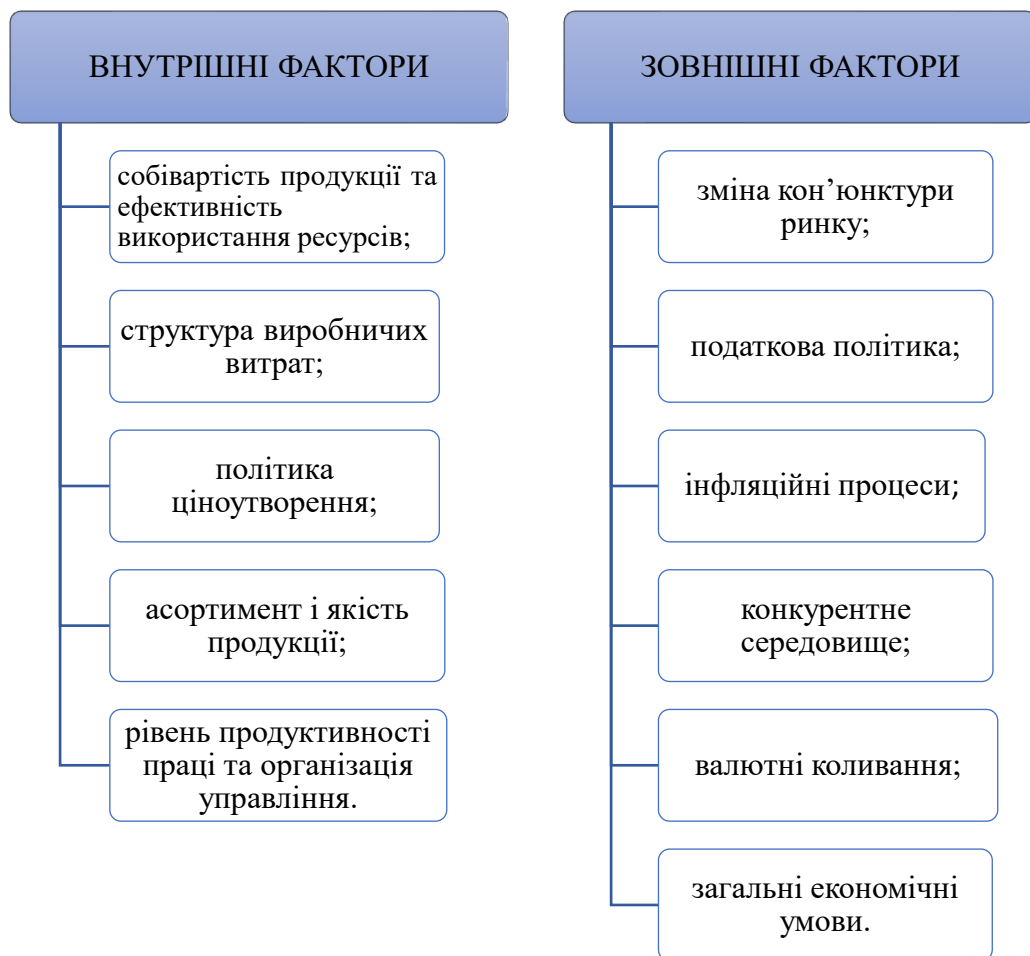 ВНУТРІШНІ ФАКТОРИ
собівартість продукції та
ефективність
використання ресурсів;
структура виробничих
витрат;
політика
ціноутворення;
асортимент і якість
продукції;
рівень продуктивності
праці та організація
управління.
ЗОВНІШНІ ФАКТОРИ
зміна кон’юнктури
ринку;
податкова політика;
інфляційні процеси;
конкурентне
середовище;
валютні коливання;
загальні економічні
умови.